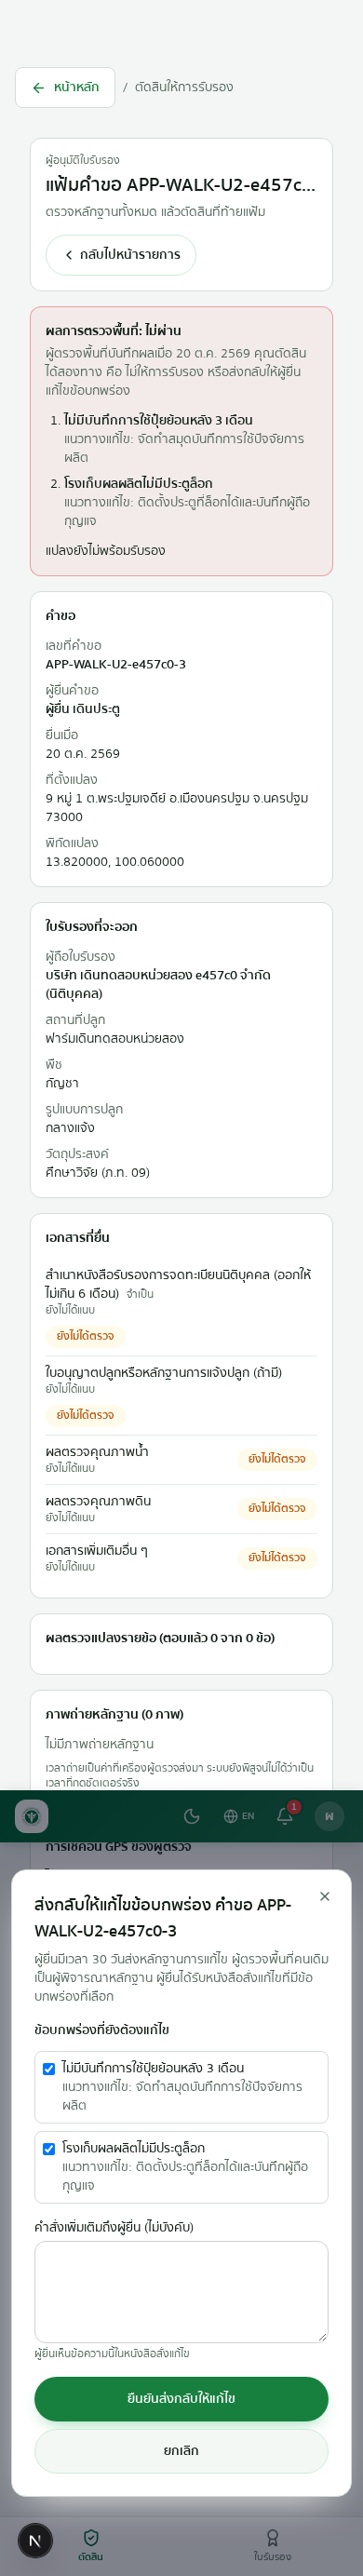 หน้าหลัก / ตัดสินให้การรับรอง
ผู้อนุมัติใบรับรอง
แฟ้มคำขอ APP-WALK-U2-e457c...
ตรวจหลักฐานทั้งหมด แล้วตัดสินที่ท้ายแฟ้ม
กลับไปหน้ารายการ
ผลการตรวจพื้นที่: ไม่ผ่าน
ผู้ตรวจพื้นที่บันทึกผลเมื่อ 20 ต.ค. 2569 คุณตัดสิน
ได้สองทาง คือ ไม่ให้การรับรอง หรือส่งกลับให้ผู้ยื่น
แก้ไขข้อบกพร่อง
1. ไม่มีบันทึกการใช้ปุ๋ยย้อนหลัง 3 เดือน
แนวทางแก้ไข: จัดทำสมุดบันทึกการใช้ปัจจัยการ
ผลิต
2. โรงเก็บผลผลิตไม่มีประตูล็อก
แนวทางแก้ไข: ติดตั้งประตูที่ล็อกได้และบันทึกผู้ถือ
กุญแจ
แปลงยังไม่พร้อมรับรอง
คำขอ
เลขที่คำขอ
APP-WALK-U2-e457c0-3
ผู้ยื่นคำขอ
ผู้ยื่น เดินประตู
ยื่นเมื่อ
20 ต.ค. 2569
ที่ตั้งแปลง
9 หมู่ 1 ต.พระปฐมเจดีย์ อ.เมืองนครปฐม จ.นครปฐม
73000
พิกัดแปลง
13.820000, 100.060000
ใบรับรองที่จะออก
ผู้ถือใบรับรอง
บริษัท เดินทดสอบหน่วยสอง e457c0 จำกัด
(นิติบุคคล)
สถานที่ปลูก
ฟาร์มเดินทดสอบหน่วยสอง
พืช
กัญชา
รูปแบบการปลูก
กลางแจ้ง
วัตถุประสงค์
ศึกษาวิจัย (ภ.ท. 09)
เอกสารที่ยื่น
สำเนาหนังสือรับรองการจดทะเบียนนิติบุคคล (ออกให้
ไม่เกิน 6 เดือน) จำเป็น
ยังไม่ได้แนบ
ยังไม่ได้ตรวจ
ใบอนุญาตปลูกหรือหลักฐานการแจ้งปลูก (ถ้ามี)
ยังไม่ได้แนบ
ยังไม่ได้ตรวจ
ผลตรวจคุณภาพน้ำ
ยังไม่ได้แนบ
ยังไม่ได้ตรวจ
ผลตรวจคุณภาพดิน
ยังไม่ได้แนบ
ยังไม่ได้ตรวจ
เอกสารเพิ่มเติมอื่น ๆ
ยังไม่ได้แนบ
ยังไม่ได้ตรวจ
ผลตรวจแปลงรายข้อ (ตอบแล้ว 0 จาก 0 ข้อ)
ภาพถ่ายหลักฐาน (0 ภาพ)
ไม่มีภาพถ่ายหลักฐาน
เวลาถ่ายเป็นค่าที่เครื่องผู้ตรวจส่งมา ระบบยังพิสูจน์ไม่ได้ว่าเป็น
เวลาที่กดชัตเตอร์จริง
EN
1
ผ
การเช็คอิน GPS ของผู้ตรวจ
ส่งกลับให้แก้ไขข้อบกพร่อง คำขอ APP-
WALK-U2-e457c0-3
ผู้ยื่นมีเวลา 30 วันส่งหลักฐานการแก้ไข ผู้ตรวจพื้นที่คนเดิม
เป็นผู้พิจารณาหลักฐาน ผู้ยื่นได้รับหนังสือสั่งแก้ไขที่มีข้อ
บกพร่องที่เลือก
ข้อบกพร่องที่ยังต้องแก้ไข
ไม่มีบันทึกการใช้ปุ๋ยย้อนหลัง 3 เดือน
แนวทางแก้ไข: จัดทำสมุดบันทึกการใช้ปัจจัยการ
ผลิต
โรงเก็บผลผลิตไม่มีประตูล็อก
แนวทางแก้ไข: ติดตั้งประตูที่ล็อกได้และบันทึกผู้ถือ
กุญแจ
คำสั่งเพิ่มเติมถึงผู้ยื่น (ไม่บังคับ)
ผู้ยื่นเห็นข้อความนี้ในหนังสือสั่งแก้ไข
ยืนยันส่งกลับให้แก้ไข
ยกเลิก
N
ตัดสิน
ใบรับรอง